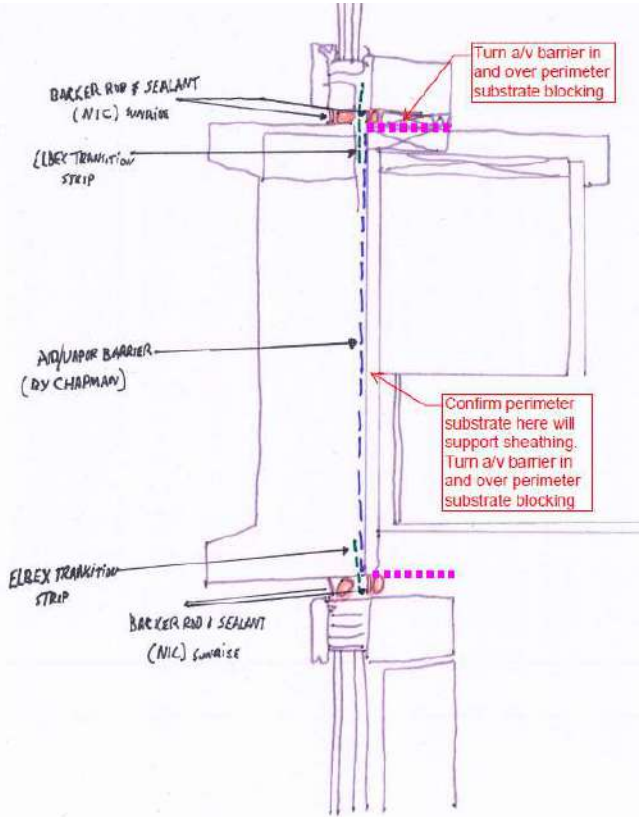 Turn a/v barrier in
and over perimeter
substrate blocking
BACKER ROD & SEALANT
(NIC) SUNRISE
ELBEX TRANSITION
STRIP
AIR/VAPOR BARRIER
(BY CHAPMAN)
Confirm perimeter
substrate here will
support sheathing.
Turn a/v barrier in
and over perimeter
substrate blocking
ELBEX TRANSITION
STRIP
BACKER ROD & SEALANT
(NIC) SUNRISE